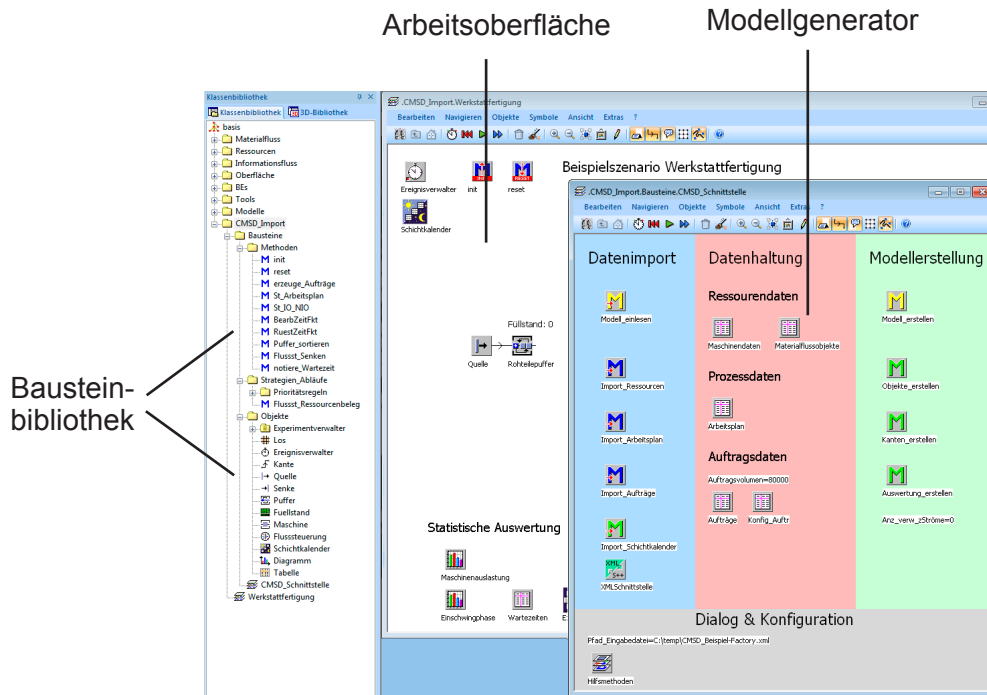 Arbeitsoberfläche
Modellgenerator
Baustein-
bibliothek
Klassenbibliothek
Klassenbibliothek 3D-Bibliothek
basis
Materialfluss
Ressourcen
Informationsfluss
Oberfläche
BEs
Tools
Modelle
CMSD_Import
Bausteine
Methoden
init
reset
erzeuge_Aufträge
St_Arbeitsplan
St_IO_NIO
BearbZeitFkt
RuestZeitFkt
Puffer_sortieren
Flussst_Senken
notiere_Wartezeit
Strategien_Abläufe
Prioritätsregeln
Flussst_Ressourcenbeleg
Objekte
Experimentverwalter
Los
Ereignisverwalter
Kante
Quelle
Senke
Puffer
Fuellstand
Maschine
Flusssteuerung
Schichtkalender
Diagramm
Tabelle
CMSD_Schnittstelle
Werkstattfertigung
.CMSD_Import.Werkstattfertigung
Bearbeiten Navigieren Objekte Symbole Ansicht Extras ?
Beispielszenario Werkstattfertigung
Ereignisverwalter init reset
Schichtkalender
Füllstand: 0
Quelle Rohteilepuffer
Statistische Auswertung
Maschinenauslastung
Einschwingphase Wartezeiten
.CMSD_Import.Bausteine.CMSD_Schnittstelle
Bearbeiten Navigieren Objekte Symbole Ansicht Extras ?
Datenimport
Modell_einlesen
Import_Ressourcen
Import_Arbeitsplan
Import_Aufträge
Import_Schichtkalender
XMLSchnittstelle
Datenhaltung
Ressourcendaten
Maschinendaten Materialflussobjekte
Prozessdaten
Arbeitsplan
Auftragsdaten
Auftragsvolumen=80000
Aufträge Konfig_Auftr
Modellerstellung
Modell_erstellen
Objekte_erstellen
Kanten_erstellen
Auswertung_erstellen
Anz_verw_zStröme=0
Dialog & Konfiguration
Pfad_Eingabedatei=C:\temp\CMSD_Beispiel-Factory.xml
Hilfsmethoden